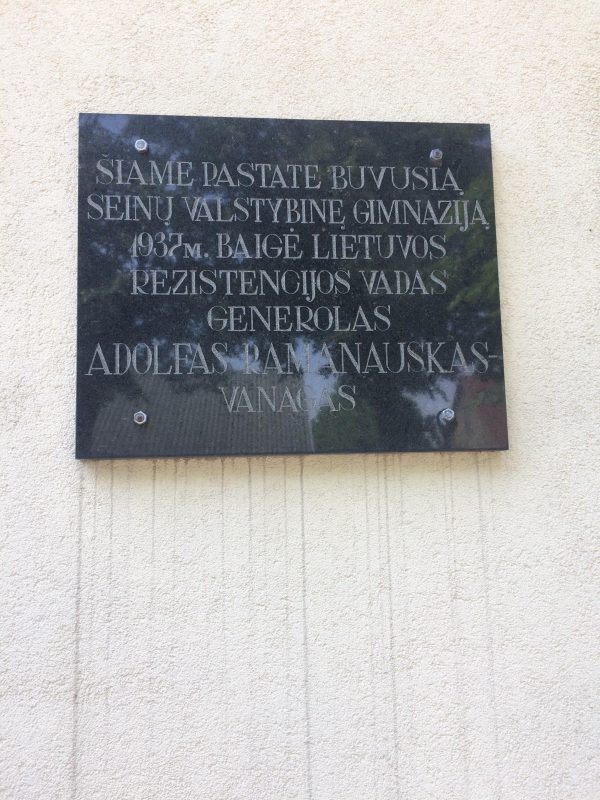 ŠIAME PASTATE BUVUSIĄ
SEINŲ VALSTYBINĘ GIMNAZIJĄ
1937M. BAIGĖ LIETUVOS
REZISTENCIJOS VADAS
GENEROLAS
ADOLFAS RAMANAUSKAS-
VANAGAS